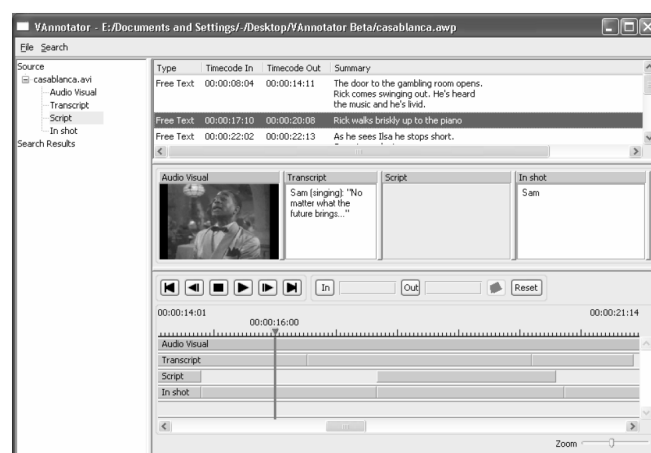 VAnnotator - E:/Documents and Settings/-/Desktop/VAnnotator Beta/casablanca.awp
File Search
Source
casablanca.avi
Audio Visual
Transcript
Script
In shot
Search Results
Type Timecode In Timecode Out Summary
Free Text 00:00:08:04 00:00:14:11 The door to the gambling room opens.
Rick comes swinging out. He's heard
the music and he's livid.
Free Text 00:00:17:10 00:00:20:08 Rick walks briskly up to the piano
Free Text 00:00:22:02 00:00:22:13 As he sees Ilsa he stops short.
Audio Visual Transcript Script In shot
Sam (singing): "No
matter what the
future brings..."
Sam
In Out Reset
00:00:14:01 00:00:21:14
00:00:16:00
Audio Visual
Transcript
Script
In shot
Zoom